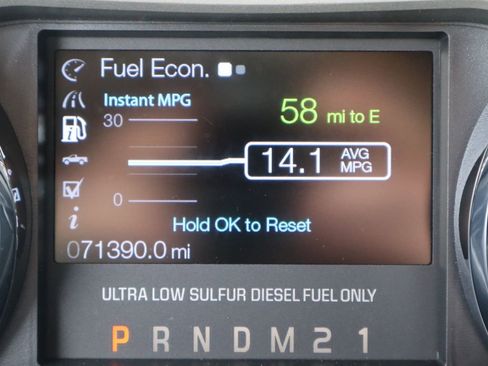 Fuel Econ.
Instant MPG
30
58 mi to E
14.1 AVG MPG
0
Hold OK to Reset
071390.0 mi
ULTRA LOW SULFUR DIESEL FUEL ONLY
P R N D M 2 1